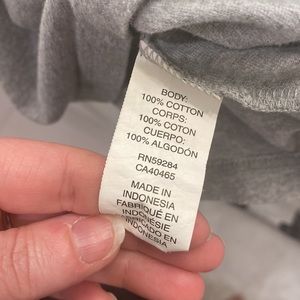 BODY:
100% COTTON
CORPS:
100% COTON
CUERPO:
100% ALGODÓN
RN59284
CA40465
MADE IN
INDONESIA
FABRIQUÉ EN
INDONÉSIE
EN
INDONESIA